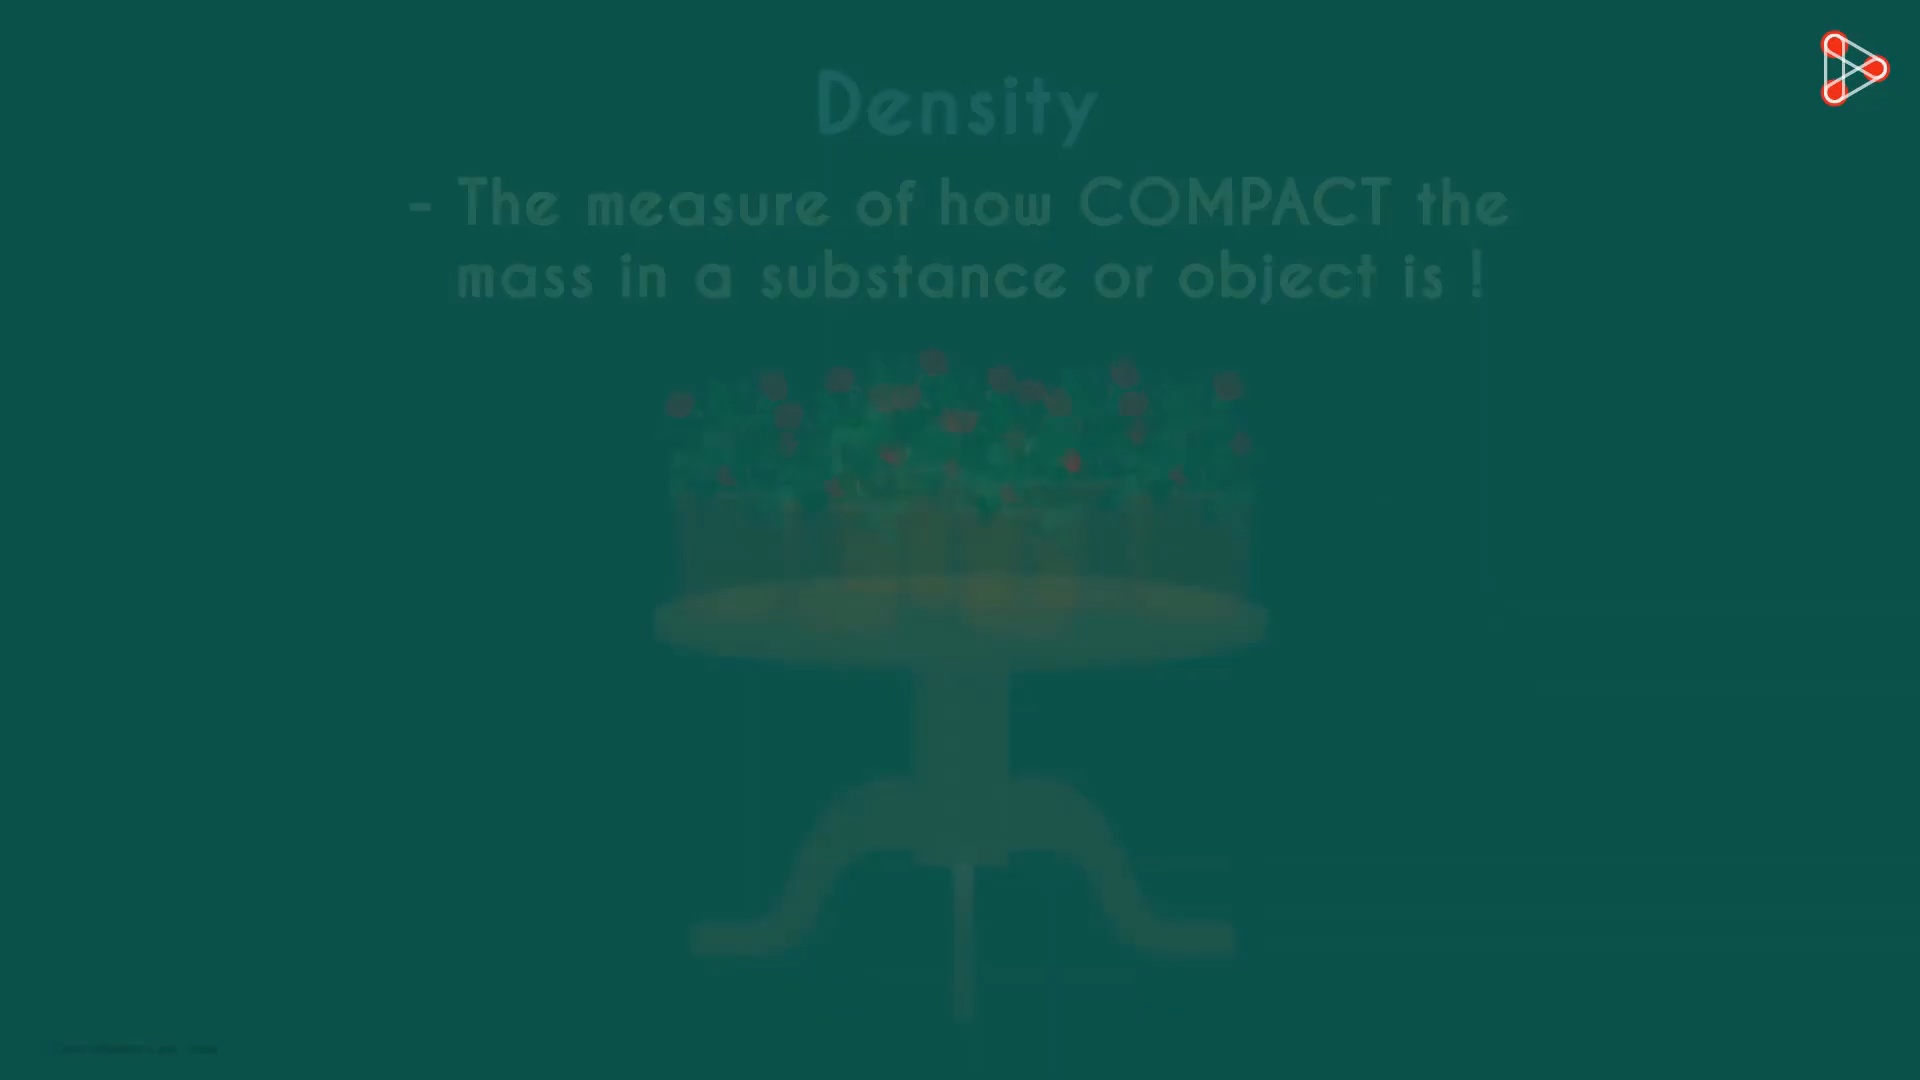 Density
- The measure of how COMPACT the
mass in a substance or object is !